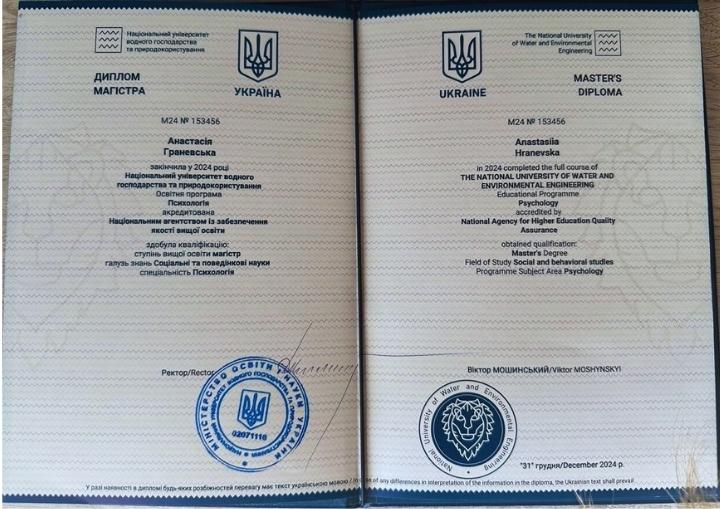 Національний університет
водного господарства
та природокористування
ДИПЛОМ
МАГІСТРА
УКРАЇНА
M24 № 153456
Анастасія
Граневська
закінчила у 2024 році
Національний університет водного
господарства та природокористування
Освітня програма
Психологія
акредитована
Національним агентством із забезпечення
якості вищої освіти
здобула кваліфікацію:
ступінь вищої освіти магістр
галузь знань Соціальні та поведінкові науки
спеціальність Психологія
Ректор/Rector
МІНІСТЕРСТВО ОСВІТИ І НАУКИ УКРАЇНИ
НАЦІОНАЛЬНИЙ УНІВЕРСИТЕТ ВОДНОГО ГОСПОДАРСТВА ТА ПРИРОДОКОРИСТУВАННЯ
02071116
The National University
of Water and Environmental
Engineering
UKRAINE
MASTER'S
DIPLOMA
M24 № 153456
Anastasiia
Hranevska
in 2024 completed the full course of
THE NATIONAL UNIVERSITY OF WATER AND
ENVIRONMENTAL ENGINEERING
Educational Programme
Psychology
accredited by
National Agency for Higher Education Quality
Assurance
obtained qualification:
Master's Degree
Field of Study Social and behavioral studies
Programme Subject Area Psychology
Віктор МОШИНСЬКИЙ/Viktor MOSHYNSKYI
National University of Water and Environmental Engineering
"31" грудня/December 2024 р.
У разі наявності в дипломі будь-яких розбіжностей перевагу має текст українською мовою / In case of any differences in interpretation of the information in the diploma, the Ukrainian text shall prevail